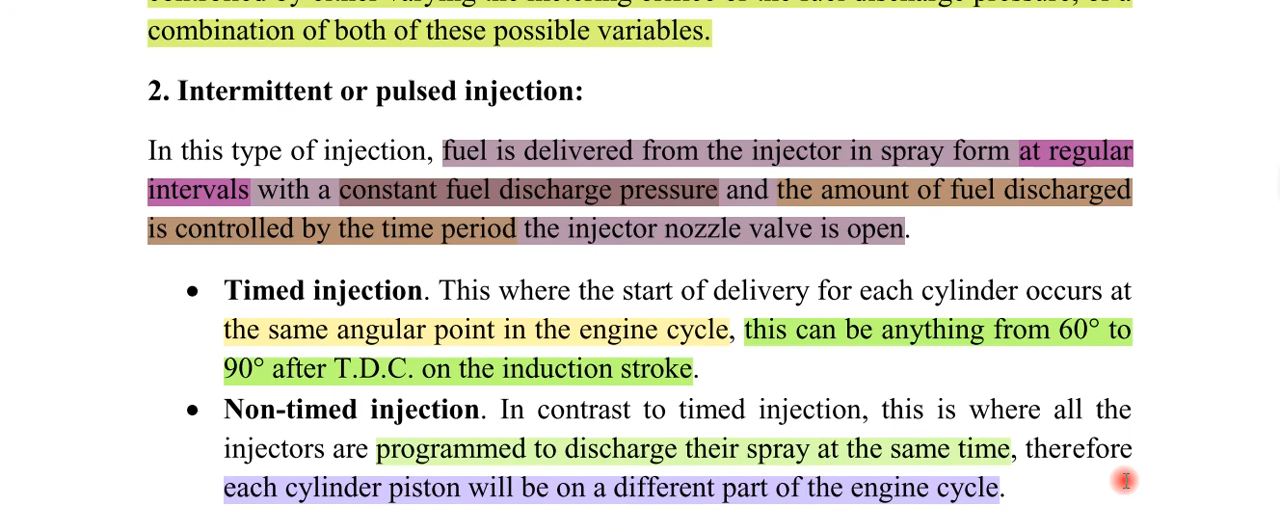 combination of both of these possible variables.
2. Intermittent or pulsed injection:
In this type of injection, fuel is delivered from the injector in spray form at regular
intervals with a constant fuel discharge pressure and the amount of fuel discharged
is controlled by the time period the injector nozzle valve is open.
• Timed injection. This where the start of delivery for each cylinder occurs at
the same angular point in the engine cycle, this can be anything from 60° to
90° after T.D.C. on the induction stroke.
• Non-timed injection. In contrast to timed injection, this is where all the
injectors are programmed to discharge their spray at the same time, therefore
each cylinder piston will be on a different part of the engine cycle.